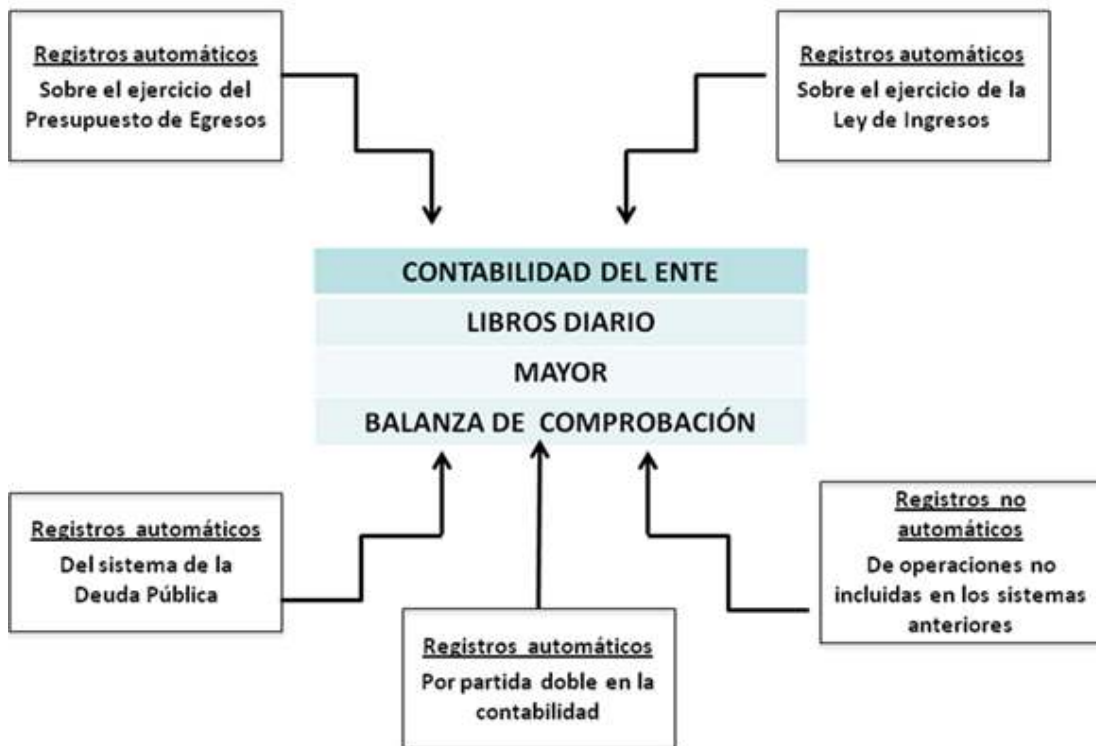 Registros automáticos
Sobre el ejercicio del
Presupuesto de Egresos
Registros automáticos
Sobre el ejercicio de la
Ley de Ingresos
CONTABILIDAD DEL ENTE
LIBROS DIARIO
MAYOR
BALANZA DE COMPROBACIÓN
Registros automáticos
Del sistema de la
Deuda Pública
Registros automáticos
Por partida doble en la
contabilidad
Registros no
automáticos
De operaciones no
incluidas en los sistemas
anteriores